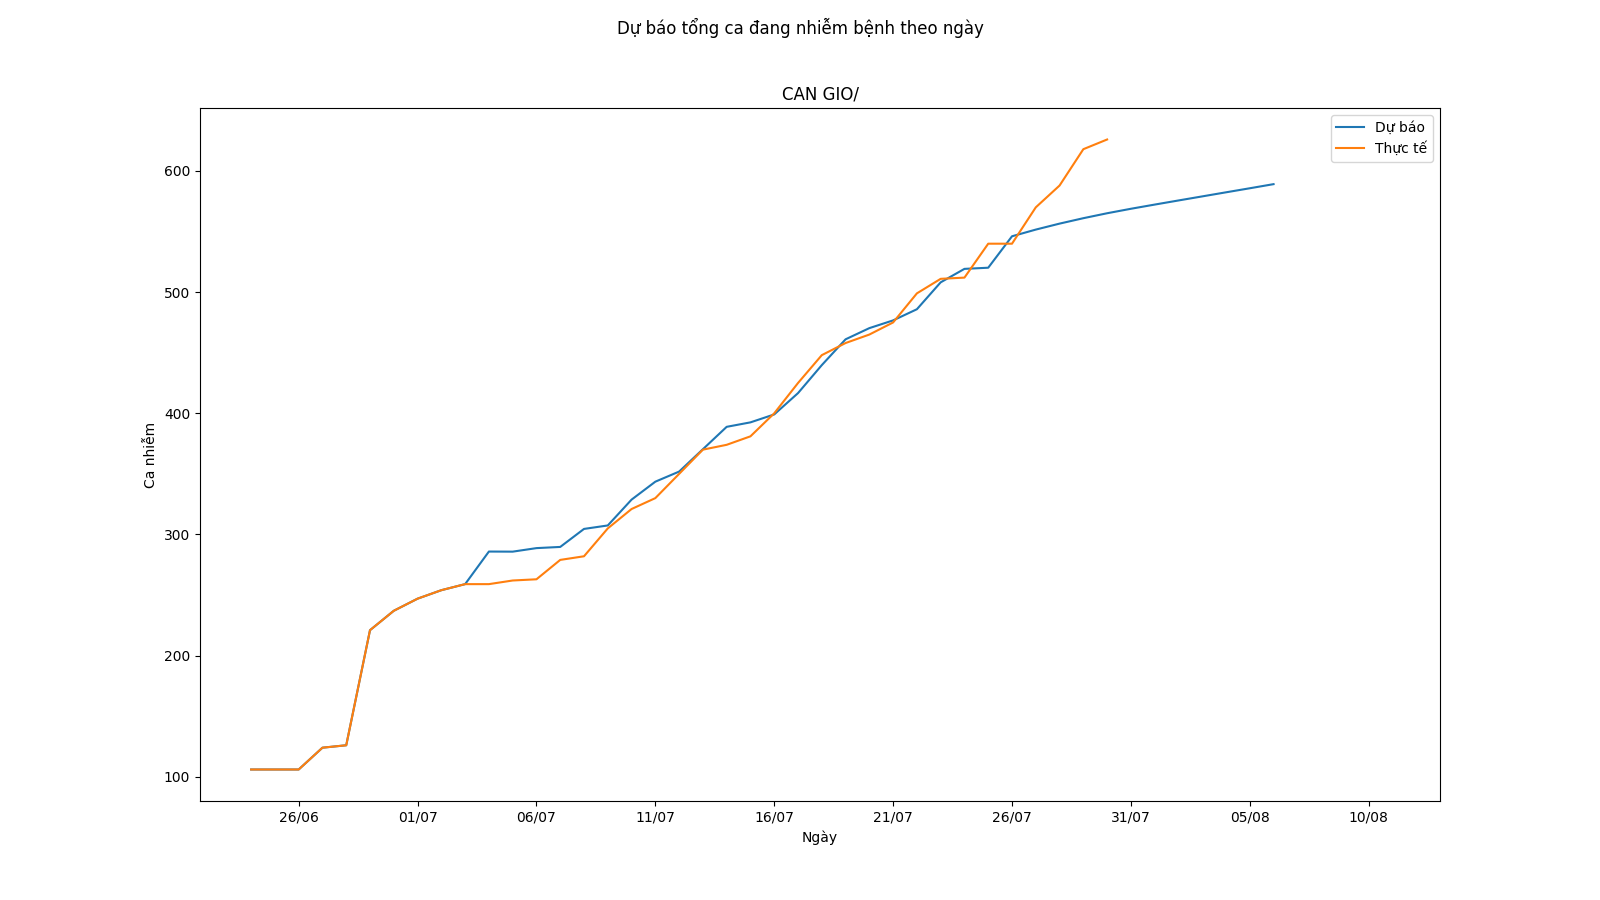 Dự báo tổng ca đang nhiễm bệnh theo ngày
CAN GIO/
Dự báo
Thực tế
600
500
400
300
200
100
Ca nhiễm
26/06
01/07
06/07
11/07
16/07
21/07
26/07
31/07
05/08
10/08
Ngày